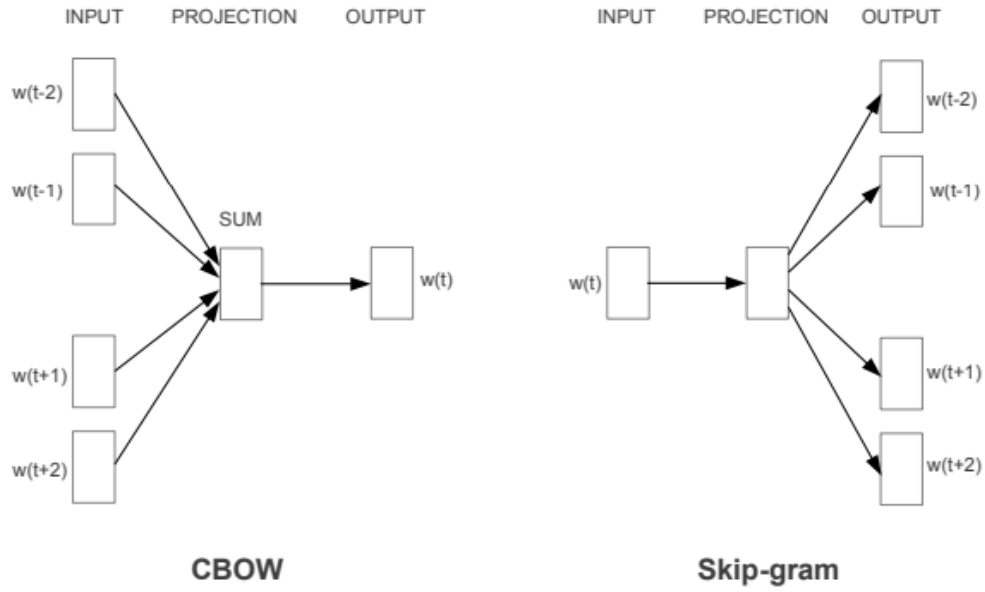 INPUT PROJECTION OUTPUT
w(t-2)
w(t-1)
SUM
w(t)
w(t+1)
w(t+2)
CBOW
INPUT PROJECTION OUTPUT
w(t-2)
w(t-1)
w(t)
w(t+1)
w(t+2)
Skip-gram